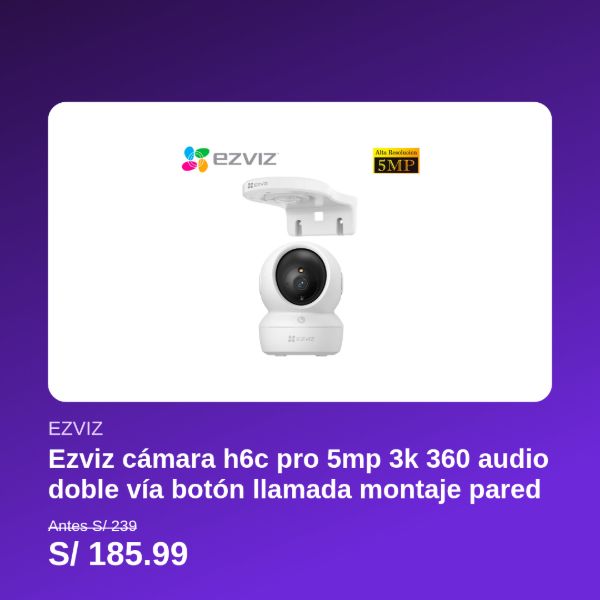 ezviz
Alta Resolución
5MP
EZVIZ
EZVIZ
EZVIZ
Ezviz cámara h6c pro 5mp 3k 360 audio
doble vía botón llamada montaje pared
Antes S/ 239
S/ 185.99